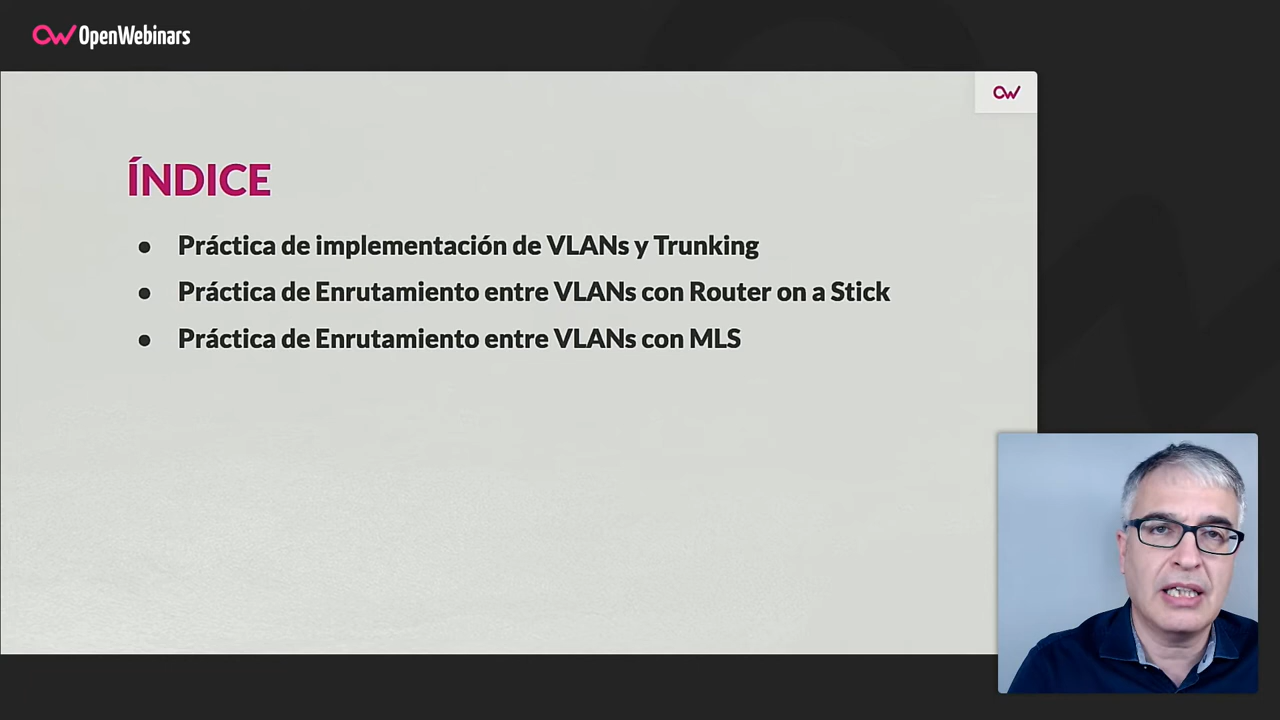 OpenWebinars
ÍNDICE
● Práctica de implementación de VLANs y Trunking
● Práctica de Enrutamiento entre VLANs con Router on a Stick
● Práctica de Enrutamiento entre VLANs con MLS